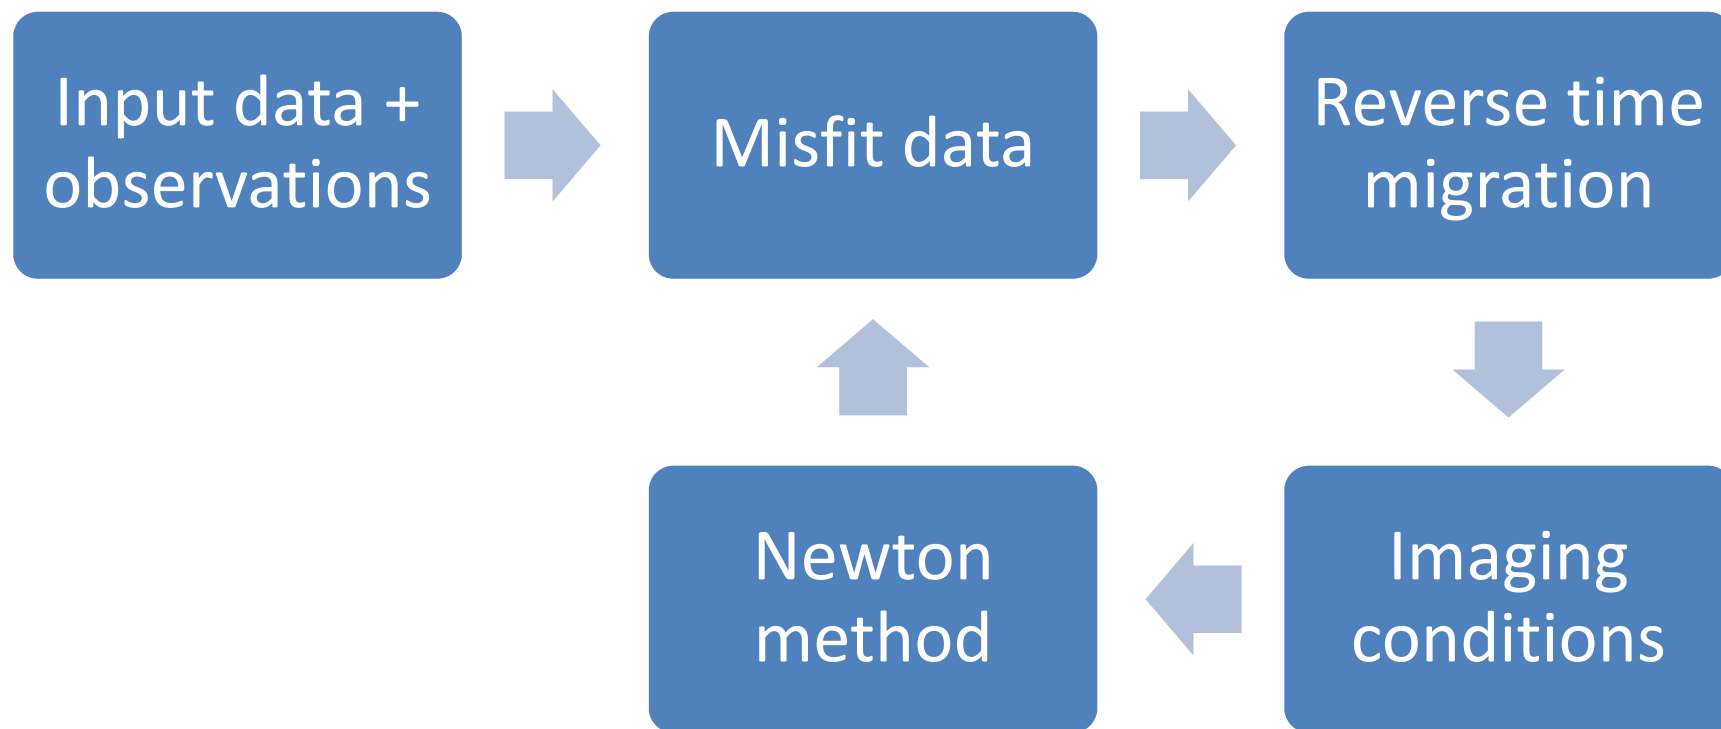 Input data +
observations
Misfit data
Reverse time
migration
Newton
method
Imaging
conditions